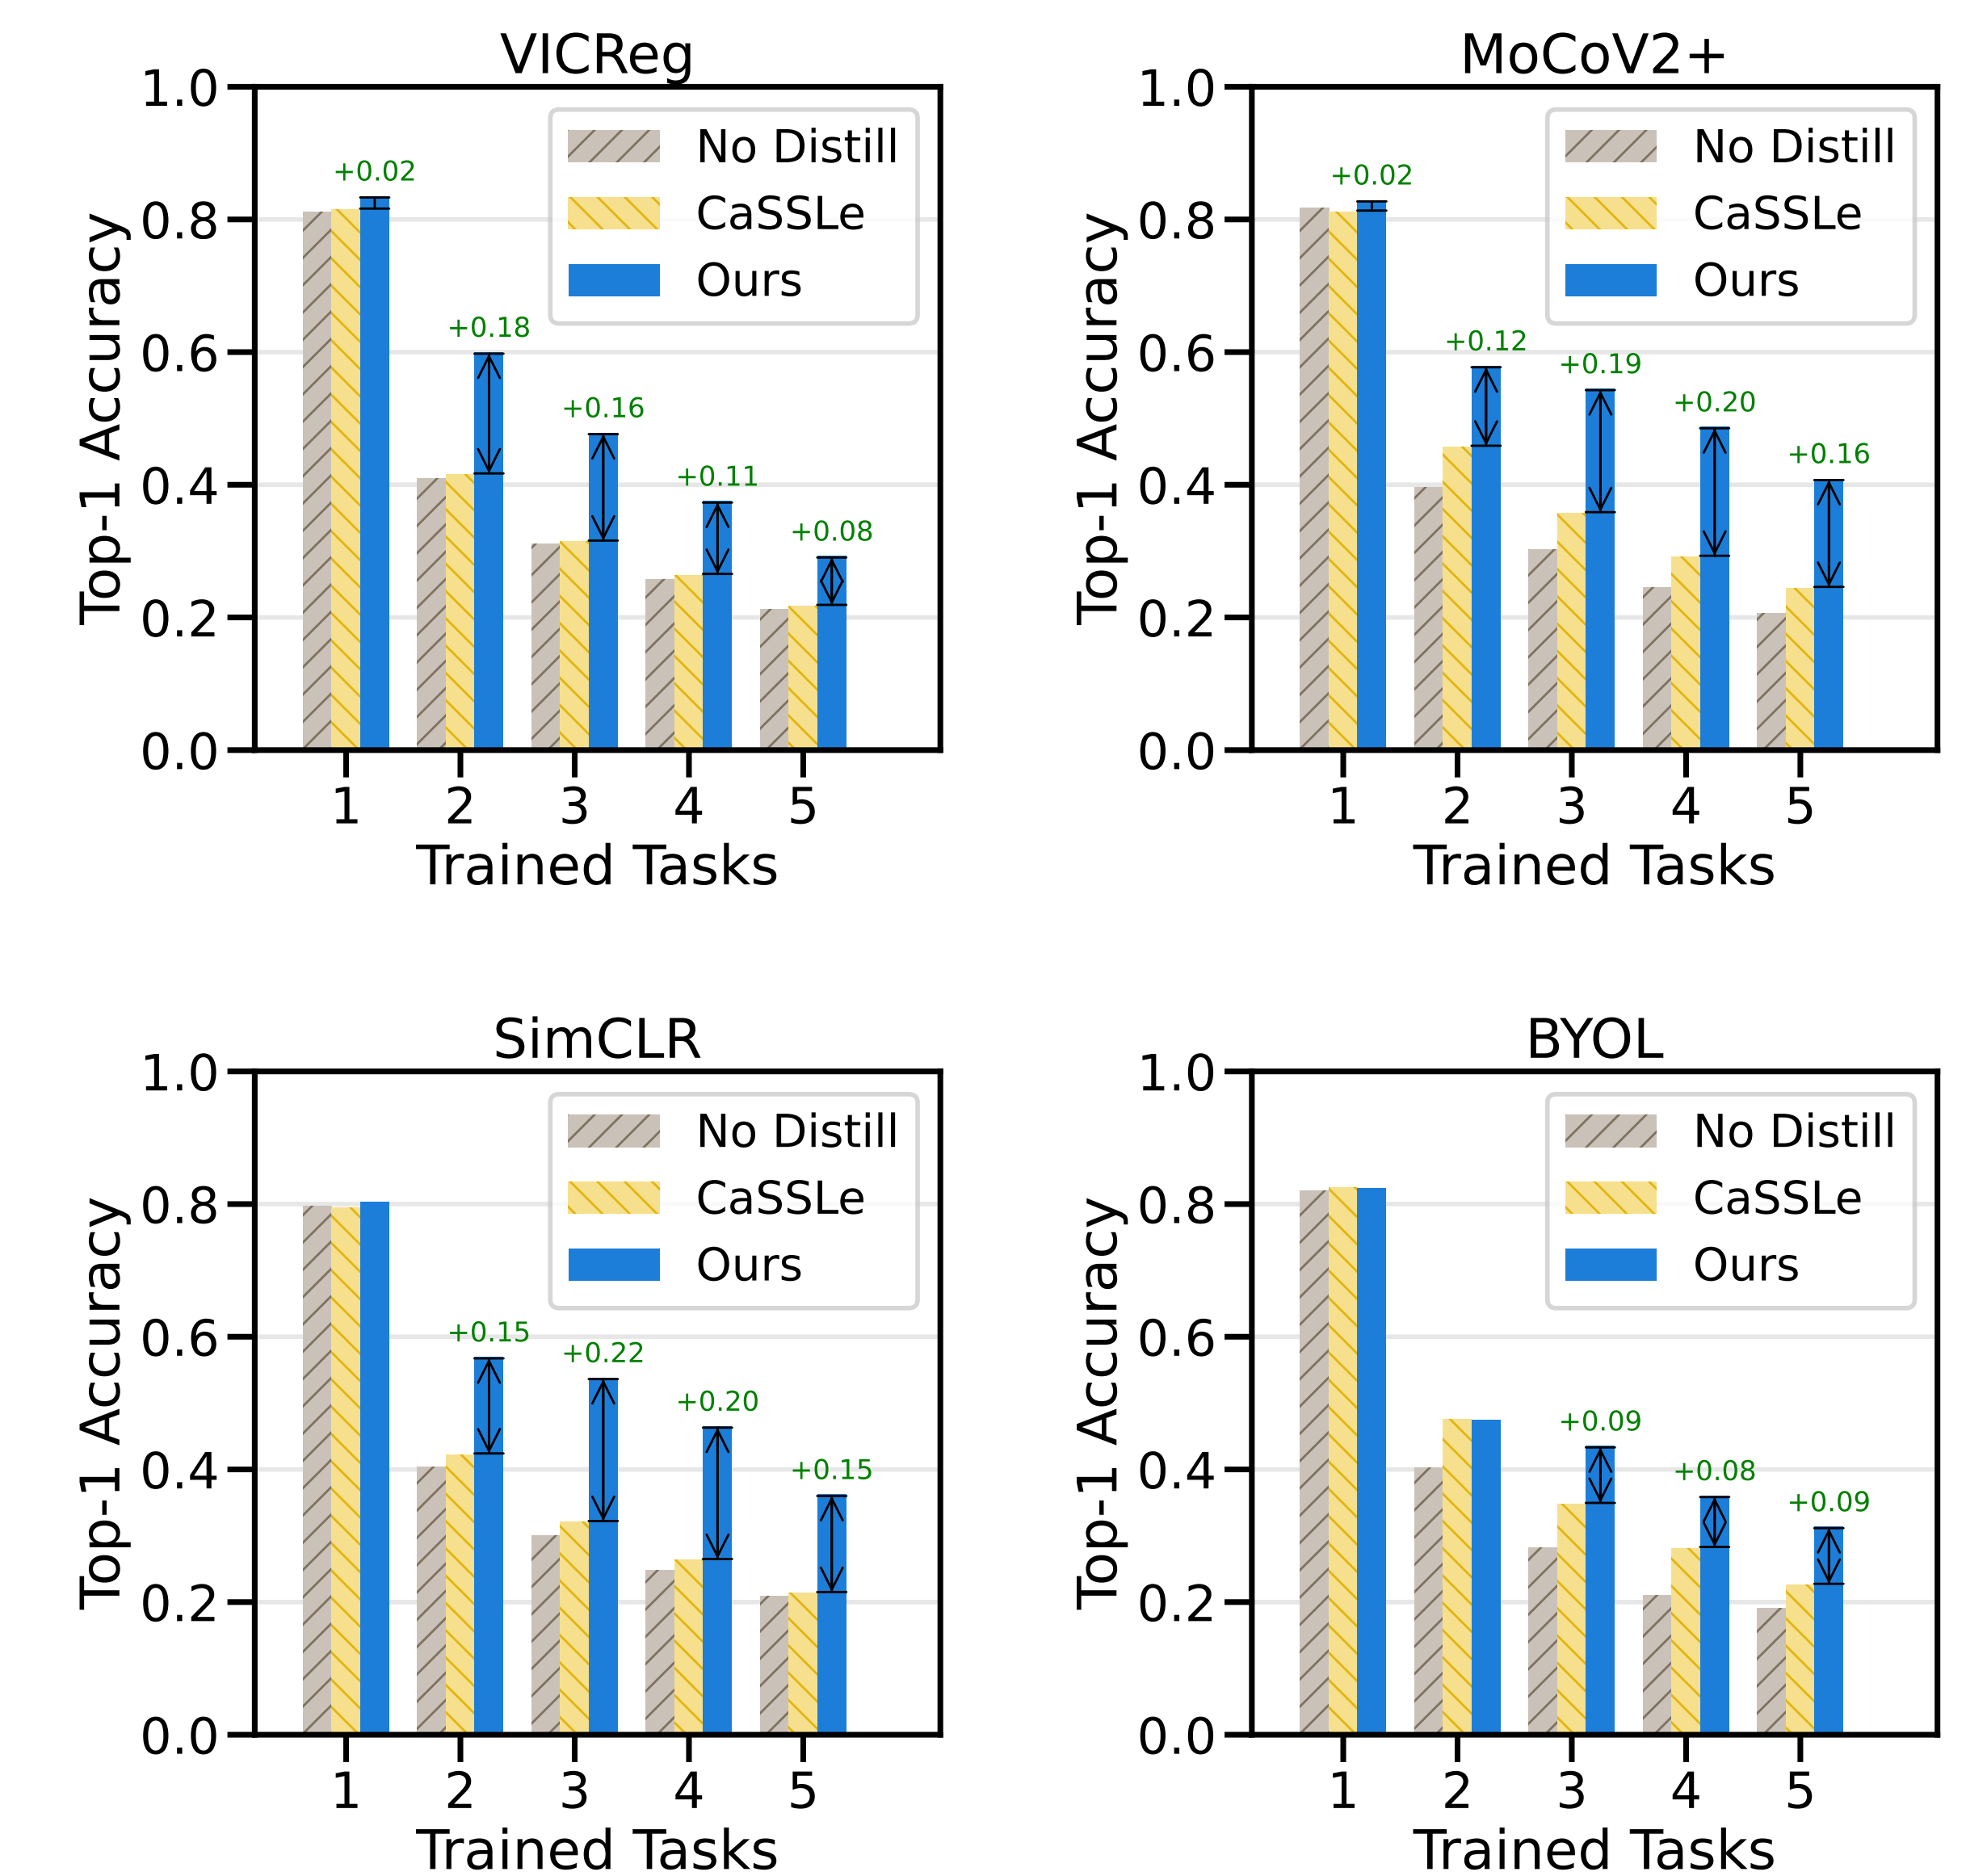 VICReg
1.0
0.8
0.6
0.4
0.2
0.0
Top-1 Accuracy
No Distill
CaSSLe
Ours
+0.02
+0.18
+0.16
+0.11
+0.08
1 2 3 4 5
Trained Tasks
MoCoV2+
1.0
0.8
0.6
0.4
0.2
0.0
Top-1 Accuracy
No Distill
CaSSLe
Ours
+0.02
+0.12
+0.19
+0.20
+0.16
1 2 3 4 5
Trained Tasks
SimCLR
1.0
0.8
0.6
0.4
0.2
0.0
Top-1 Accuracy
No Distill
CaSSLe
Ours
+0.15
+0.22
+0.20
+0.15
1 2 3 4 5
Trained Tasks
BYOL
1.0
0.8
0.6
0.4
0.2
0.0
Top-1 Accuracy
No Distill
CaSSLe
Ours
+0.09
+0.08
+0.09
1 2 3 4 5
Trained Tasks